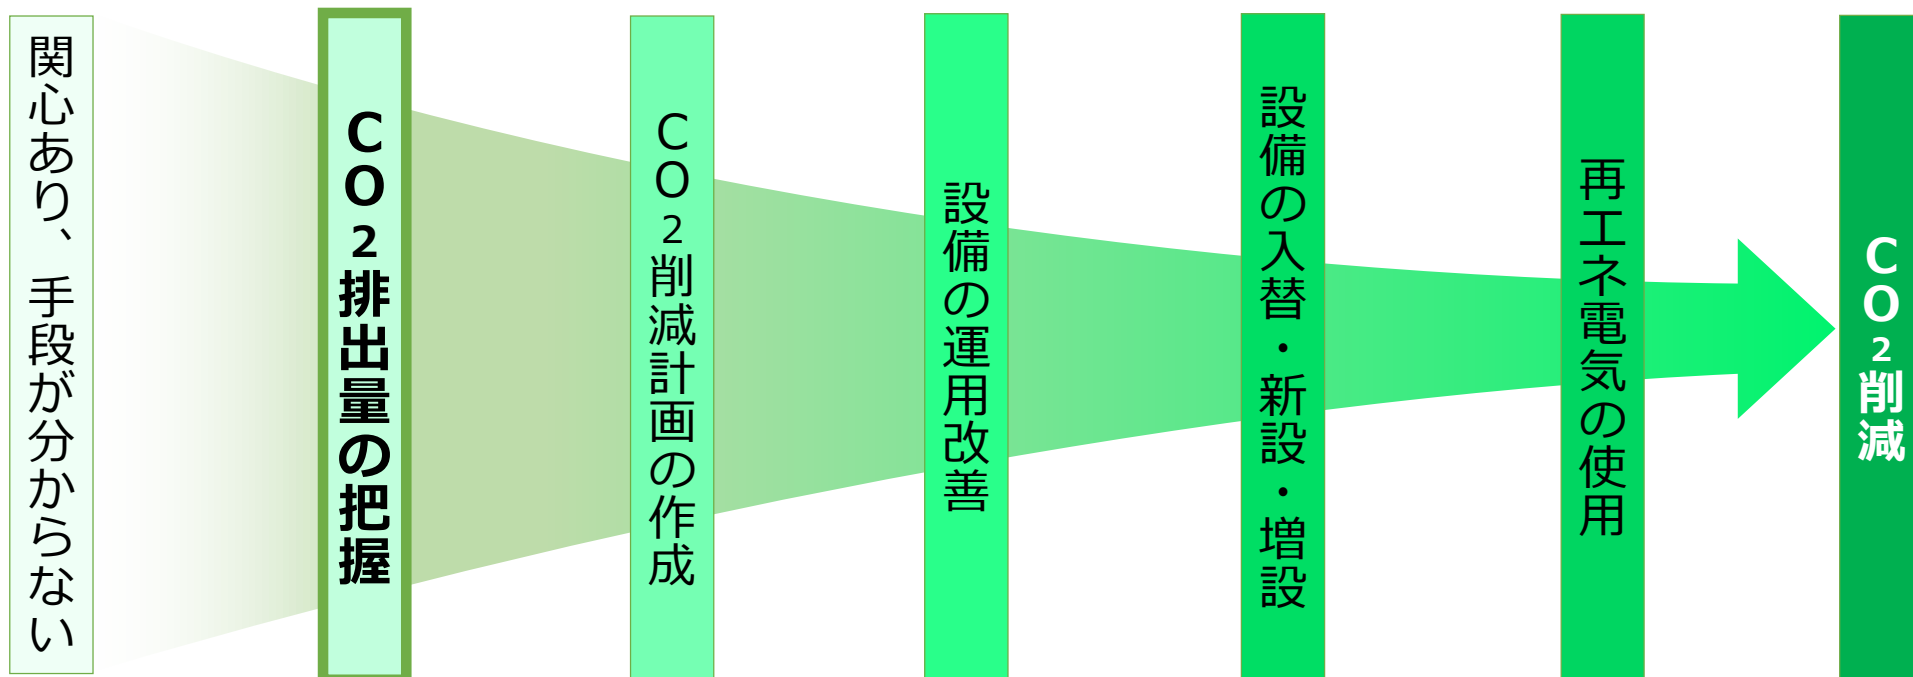 関心あり、手段が分からない
CO2排出量の把握
CO2削減計画の作成
設備の運用改善
設備の入替・新設・増設
再エネ電気の使用
CO2削減